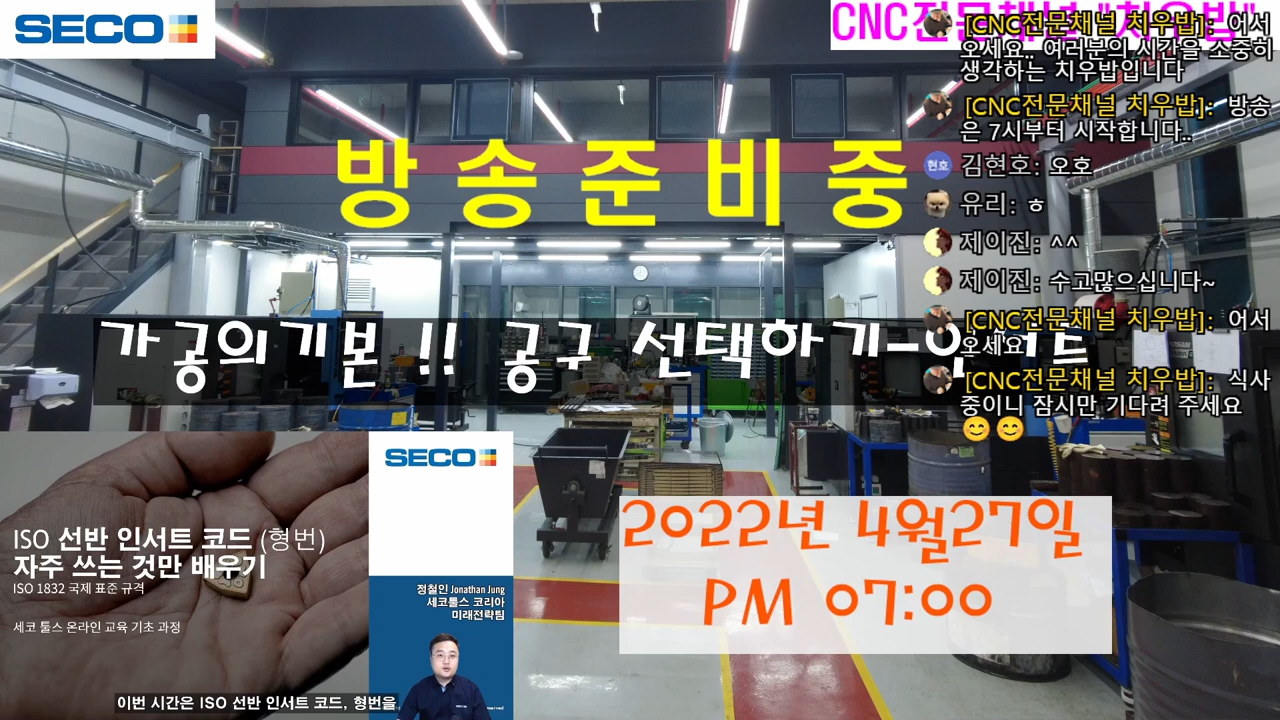 SECO
CNC전문채널 "치우밥"
[CNC전문채널 치우밥]: 어서
오세요.. 여러분의 시간을 소중히
생각하는 치우밥입니다
[CNC전문채널 치우밥]: 방송
은 7시부터 시작합니다..
현호 김현호: 오호
유리: ㅎ
제이진: ^^
제이진: 수고많으십니다~
[CNC전문채널 치우밥]: 어서
오세요
[CNC전문채널 치우밥]: 식사
중이니 잠시만 기다려 주세요
😊😊
방송준비중
가공의기본 !! 공구 선택하기-인서트
SECO
ISO 선반 인서트 코드 (형번)
자주 쓰는 것만 배우기
ISO 1832 국제 표준 규격
세코 툴스 온라인 교육 기초 과정
정철인 Jonathan Jung
세코툴스 코리아
미래전략팀
이번 시간은 ISO 선반 인서트 코드, 형번을
2022년 4월27일
PM 07:00